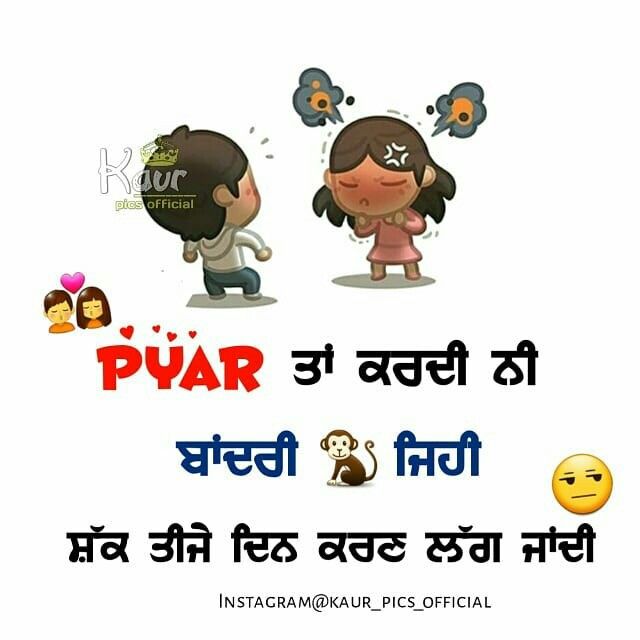 Kaur
pics official
PYAR ਤਾਂ ਕਰਦੀ ਨੀ
ਬਾਂਦਰੀ ਜਿਹੀ
ਸ਼ੱਕ ਤੀਜੇ ਦਿਨ ਕਰਣ ਲੱਗ ਜਾਂਦੀ
INSTAGRAM@KAUR_PICS_OFFICIAL